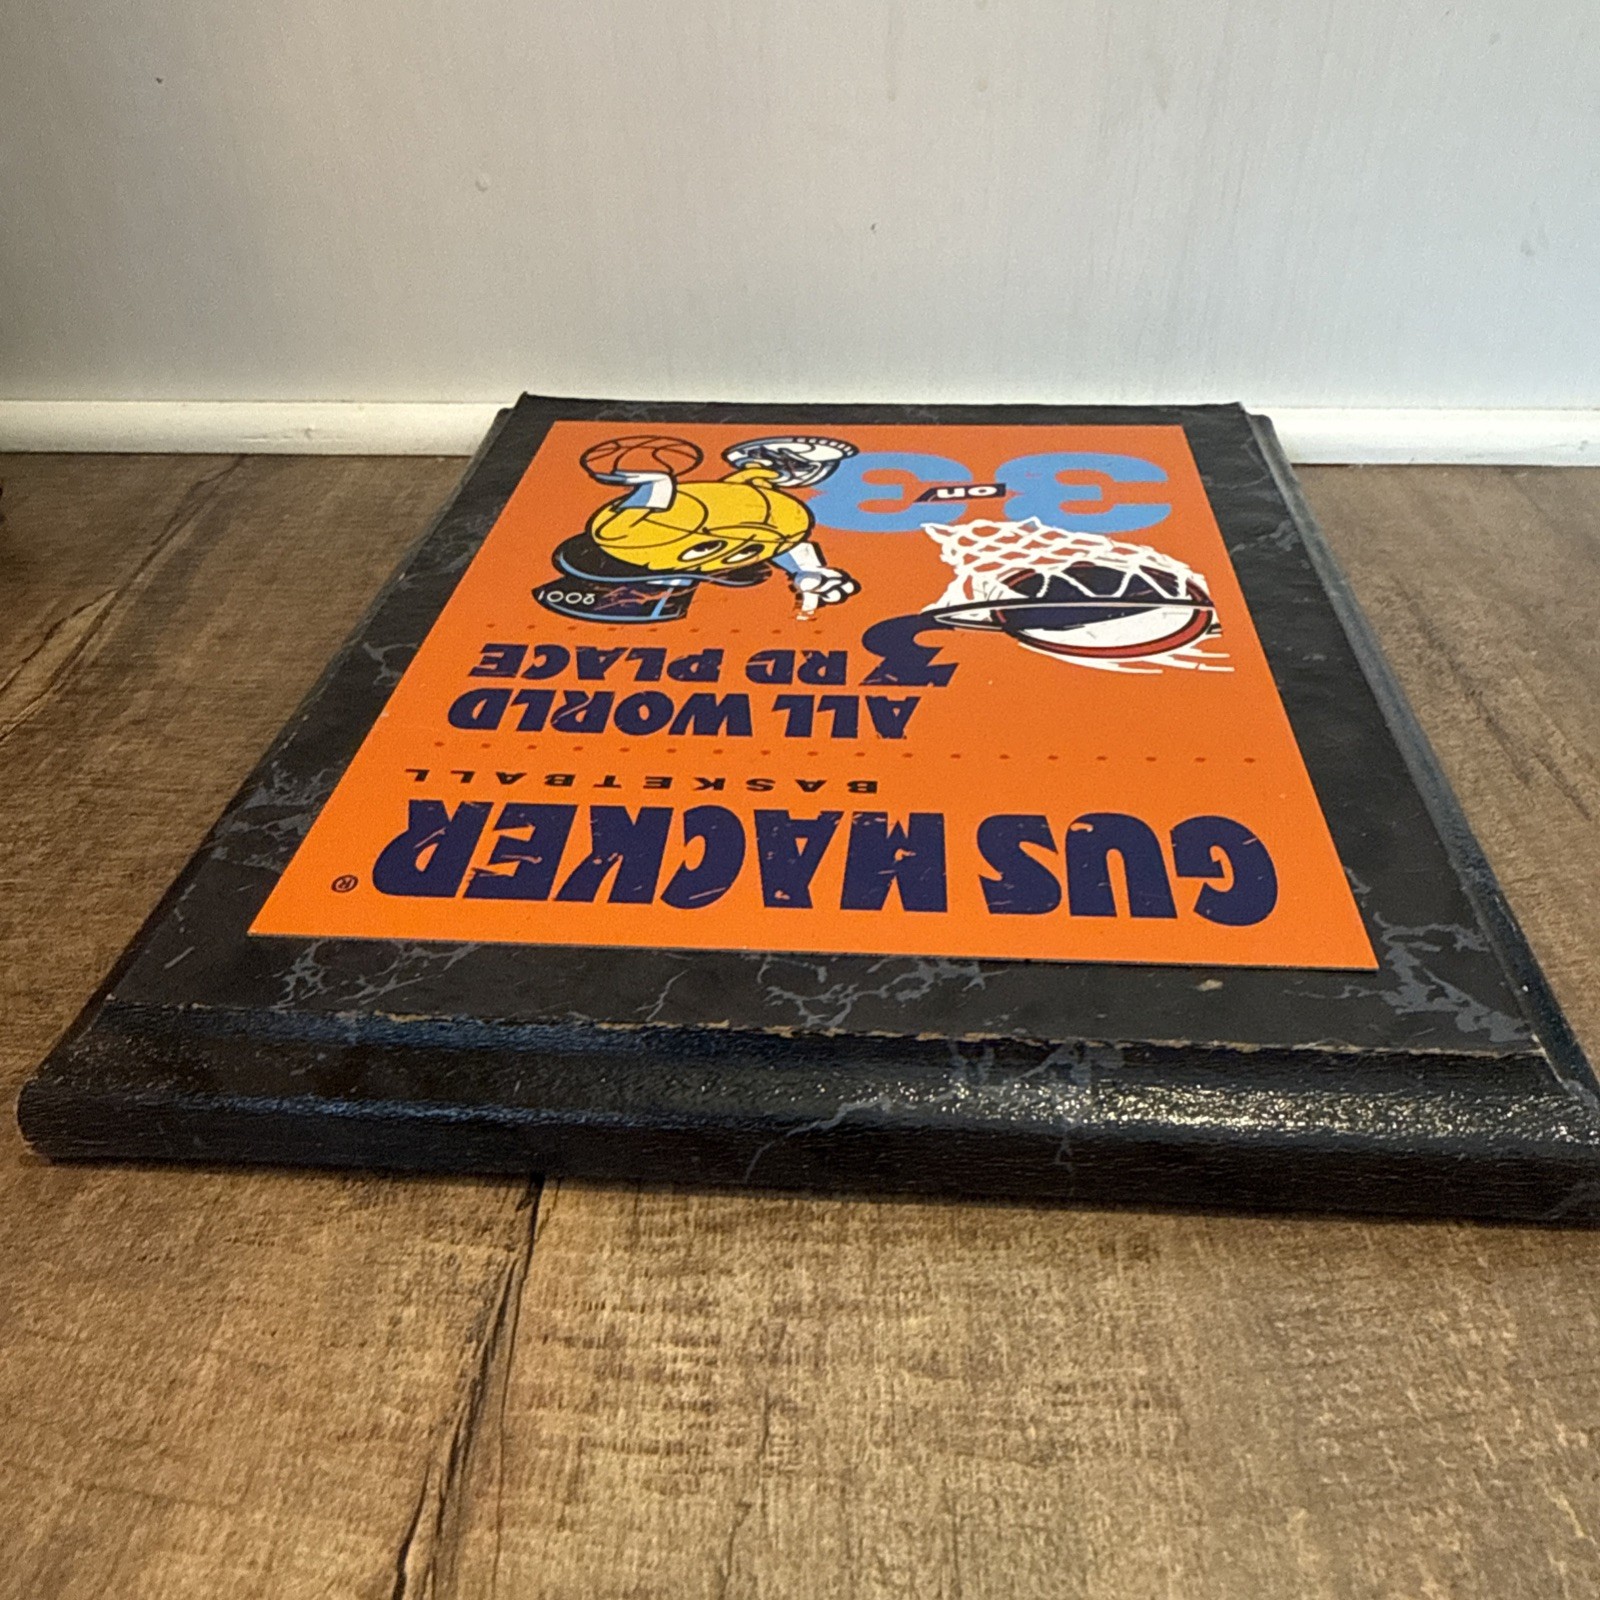 GUS MACKER ®
BASKETBALL
ALL WORLD
3RD PLACE
2001
3 on 3